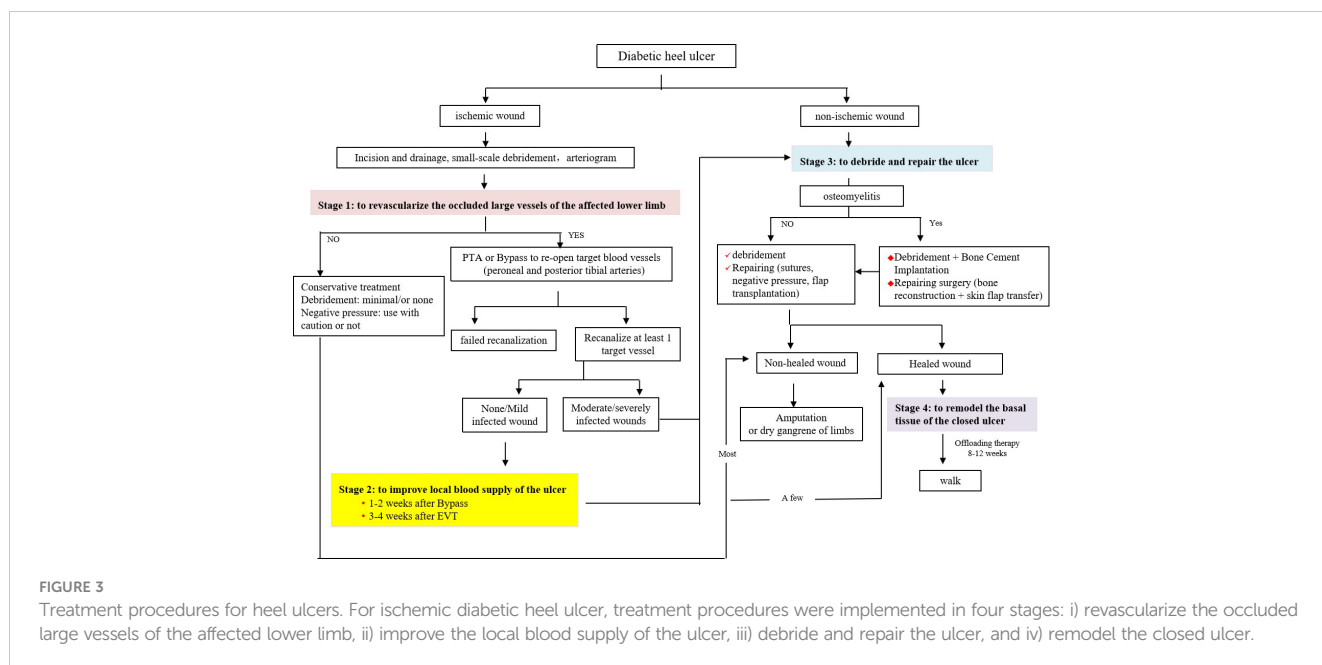 Diabetic heel ulcer
ischemic wound
non-ischemic wound
Incision and drainage, small-scale debridement，arteriogram
Stage 3: to debride and repair the ulcer
Stage 1: to revascularize the occluded large vessels of the affected lower limb
osteomyelitis
NO
YES
NO
Yes
PTA or Bypass to re-open target blood vessels
(peroneal and posterior tibial arteries)
✓ debridement
✓ Repairing (sutures,
negative pressure, flap
transplantation)
◆Debridement + Bone Cement
Implantation
◆Repairing surgery (bone
reconstruction + skin flap transfer)
Conservative treatment
Debridement: minimal/or none
Negative pressure: use with
caution or not
failed recanalization
Recanalize at least 1
target vessel
Non-healed wound
Healed wound
None/Mild
infected wound
Moderate/severely
infected wounds
Amputation
or dry gangrene of limbs
Stage 4: to remodel the basal
tissue of the closed ulcer
Offloading therapy
8-12 weeks
Most
walk
Stage 2: to improve local blood supply of the ulcer
• 1-2 weeks after Bypass
• 3-4 weeks after EVT
A few
FIGURE 3
Treatment procedures for heel ulcers. For ischemic diabetic heel ulcer, treatment procedures were implemented in four stages: i) revascularize the occluded
large vessels of the affected lower limb, ii) improve the local blood supply of the ulcer, iii) debride and repair the ulcer, and iv) remodel the closed ulcer.